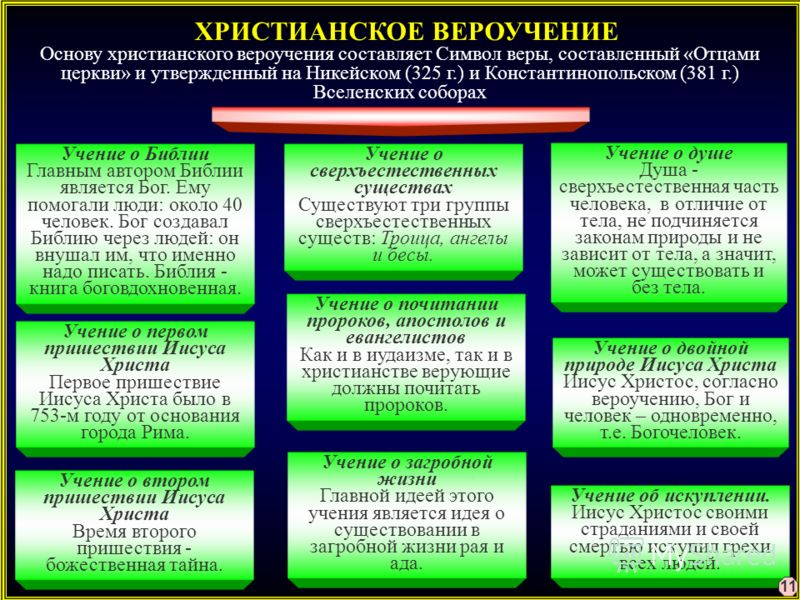 ХРИСТИАНСКОЕ ВЕРОУЧЕНИЕ
Основу христианского вероучения составляет Символ веры, составленный «Отцами
церкви» и утвержденный на Никейском (325 г.) и Константинопольском (381 г.)
Вселенских соборах
Учение о Библии
Главным автором Библии
является Бог. Ему
помогали люди: около 40
человек. Бог создавал
Библию через людей: он
внушал им, что именно
надо писать. Библия -
книга боговдохновенная.
Учение о
сверхъестественных
существах
Существуют три группы
сверхъестественных
существ: Троица, ангелы
и бесы.
Учение о душе
Душа -
сверхъестественная часть
человека, в отличие от
тела, не подчиняется
законам природы и не
зависит от тела, а значит,
может существовать и
без тела.
Учение о первом
пришествии Иисуса
Христа
Первое пришествие
Иисуса Христа было в
753-м году от основания
города Рима.
Учение о почитании
пророков, апостолов и
евангелистов
Как и в иудаизме, так и в
христианстве верующие
должны почитать
пророков.
Учение о двойной
природе Иисуса Христа
Иисус Христос, согласно
вероучению, Бог и
человек – одновременно,
т.е. Богочеловек.
Учение о втором
пришествии Иисуса
Христа
Время второго
пришествия -
божественная тайна.
Учение о загробной
жизни
Главной идеей этого
учения является идея о
существовании в
загробной жизни рая и
ада.
Учение об искуплении.
Иисус Христос своими
страданиями и своей
смертью искупил грехи
всех людей.
MyShared
11